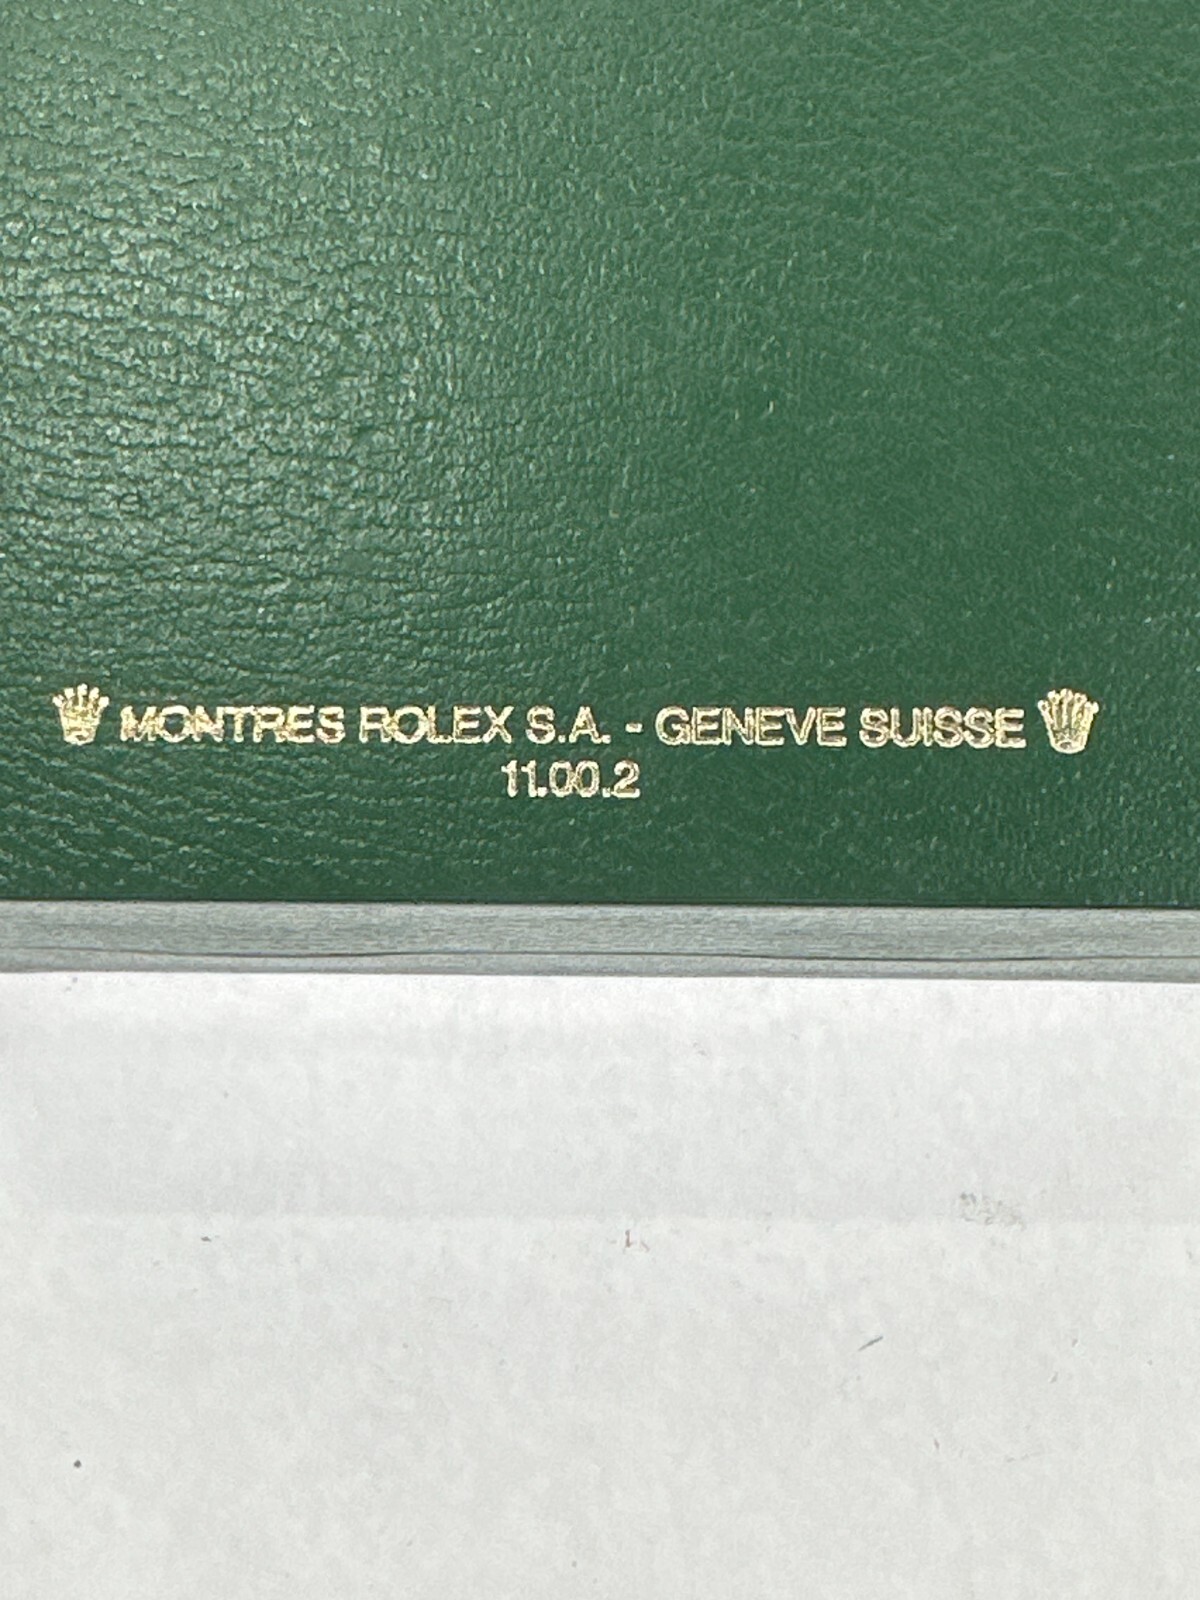 MONTRES ROLEX S.A. - GENEVE SUISSE
11.00.2